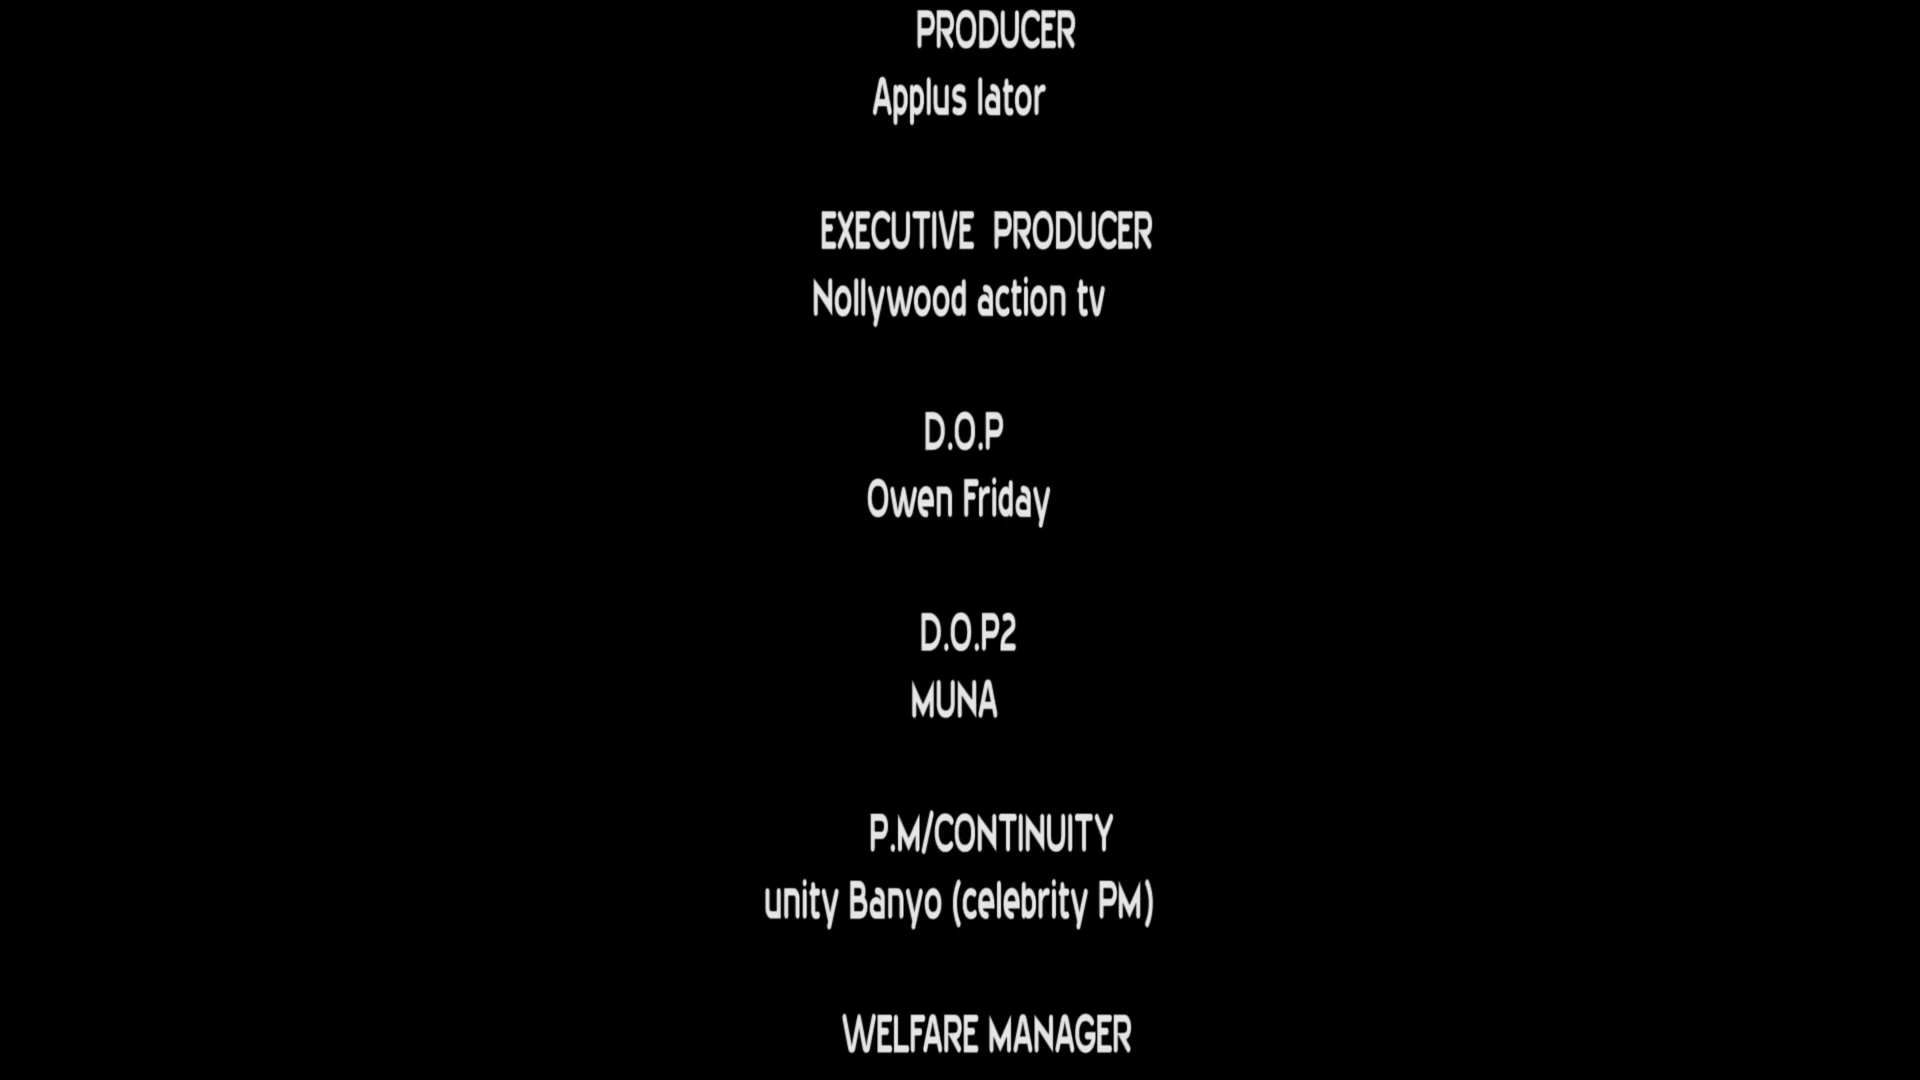 PRODUCER
Applus lator
EXECUTIVE PRODUCER
Nollywood action tv
D.O.P
Owen Friday
D.O.P2
MUNA
P.M/CONTINUITY
unity Banyo (celebrity PM)
WELFARE MANAGER